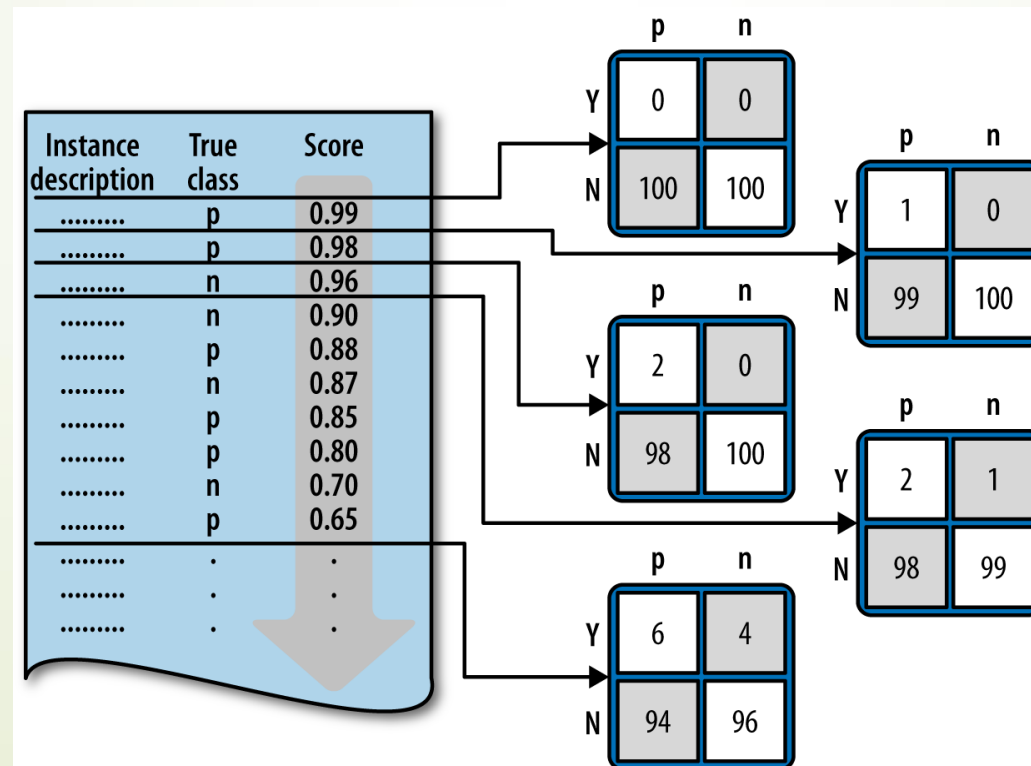 Instance True Score
description class
......... p 0.99
......... p 0.98
......... n 0.96
......... n 0.90
......... p 0.88
......... n 0.87
......... p 0.85
......... p 0.80
......... n 0.70
......... p 0.65
......... . .
......... . .
......... . .
p n
Y 0 0
N 100 100
p n
Y 1 0
N 99 100
p n
Y 2 0
N 98 100
p n
Y 2 1
N 98 99
p n
Y 6 4
N 94 96